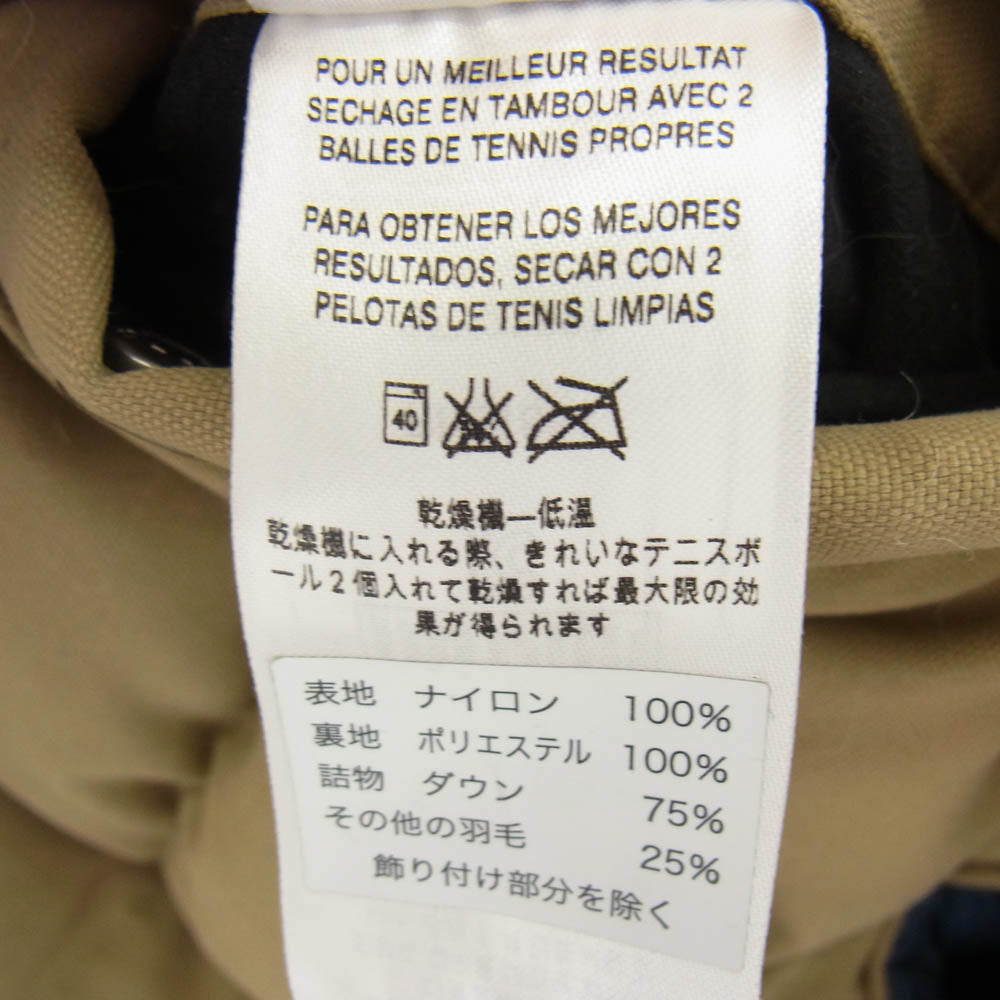 POUR UN MEILLEUR RESULTAT
SECHAGE EN TAMBOUR AVEC 2
BALLES DE TENNIS PROPRES
PARA OBTENER LOS MEJORES
RESULTADOS, SECAR CON 2
PELOTAS DE TENIS LIMPIAS
40
乾燥機—低温
乾燥機に入れる際、きれいなテニスボ
ール2個入れて乾燥すれば最大限の効
果が得られます
表地 ナイロン 100%
裏地 ポリエステル 100%
詰物 ダウン 75%
その他の羽毛 25%
飾り付け部分を除く